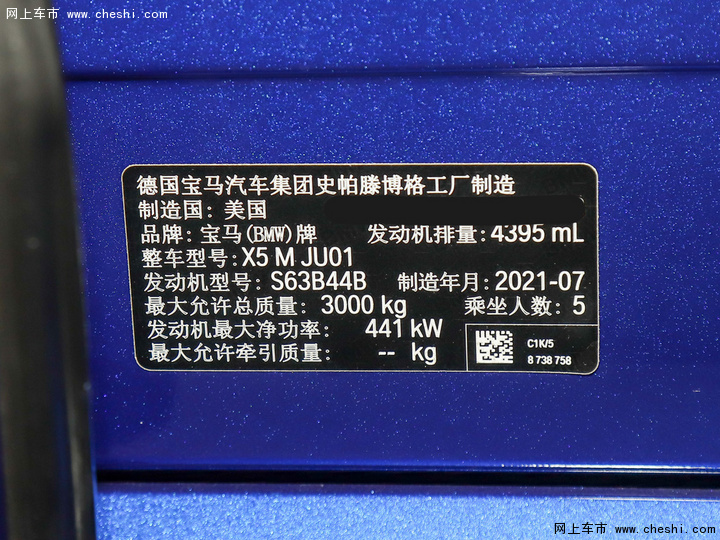 网上车市 www.cheshi.com
德国宝马汽车集团史帕滕博格工厂制造
制造国: 美国
品牌: 宝马(BMW)牌 发动机排量: 4395 mL
整车型号: X5 M JU01
发动机型号: S63B44B 制造年月: 2021-07
最大允许总质量: 3000 kg 乘坐人数: 5
发动机最大净功率: 441 kW
最大允许牵引质量: -- kg
C1K/5
8 738 758
网上车市 www.cheshi.com